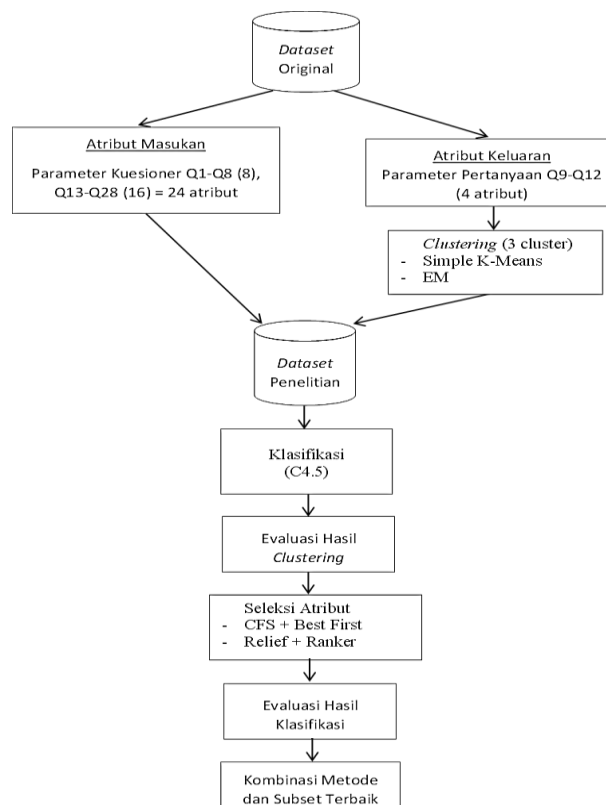 Dataset
Original
Atribut Masukan
Parameter Kuesioner Q1-Q8 (8),
Q13-Q28 (16) = 24 atribut
Atribut Keluaran
Parameter Pertanyaan Q9-Q12
(4 atribut)
Clustering (3 cluster)
- Simple K-Means
- EM
Dataset
Penelitian
Klasifikasi
(C4.5)
Evaluasi Hasil
Clustering
Seleksi Atribut
- CFS + Best First
- Relief + Ranker
Evaluasi Hasil
Klasifikasi
Kombinasi Metode
dan Subset Terbaik